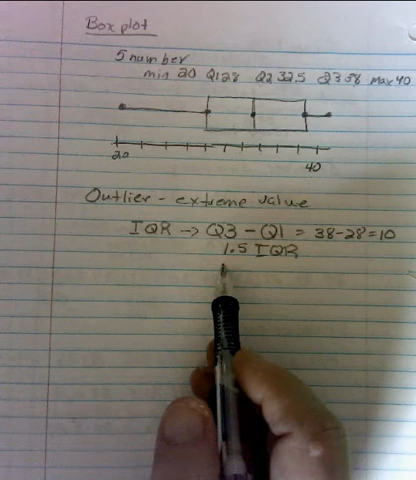 Box plot
5 number
min 20 Q1 28 Q2 32.5 Q3 38 max 40
20 40
Outlier - extreme value
IQR → Q3 - Q1 = 38-28=10
1.5 IQR